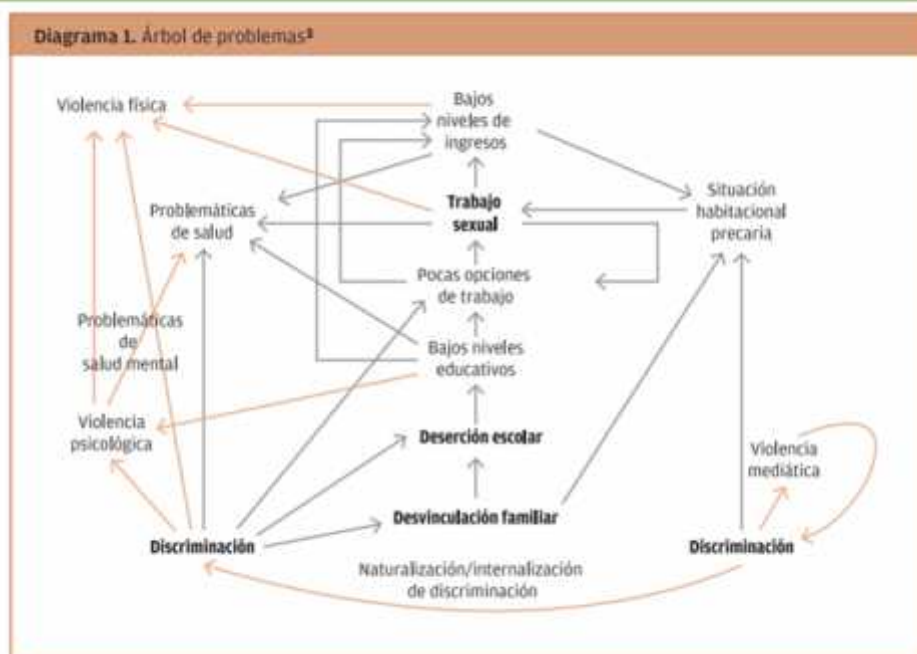 Diagrama 1. Árbol de problemas³
Violencia física
Bajos
niveles de
ingresos
Problemáticas
de salud
Trabajo
sexual
Situación
habitacional
precaria
Pocas opciones
de trabajo
Problemáticas
de
salud mental
Bajos niveles
educativos
Violencia
psicológica
Deserción escolar
Violencia
mediática
Desvinculación familiar
Discriminación
Discriminación
Naturalización/internalización
de discriminación